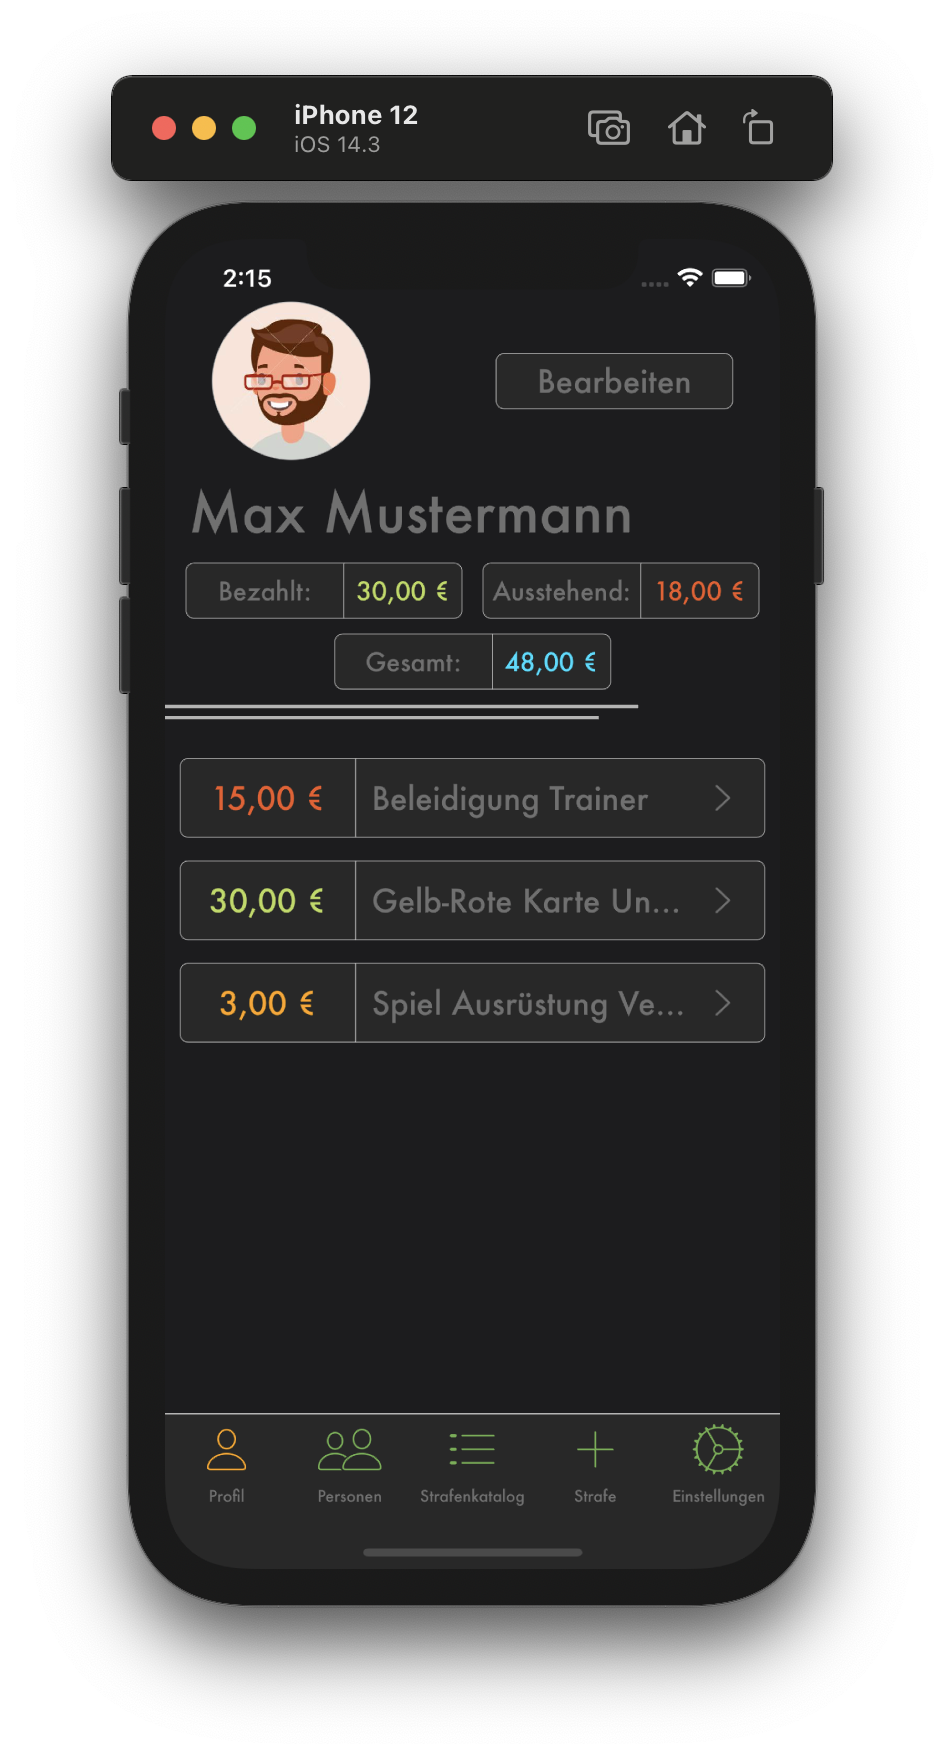 iPhone 12
iOS 14.3
2:15
Bearbeiten
Max Mustermann
Bezahlt: 30,00 € Ausstehend: 18,00 €
Gesamt: 48,00 €
15,00 € Beleidigung Trainer
30,00 € Gelb-Rote Karte Un...
3,00 € Spiel Ausrüstung Ve...
Profil Personen Strafenkatalog Strafe Einstellungen